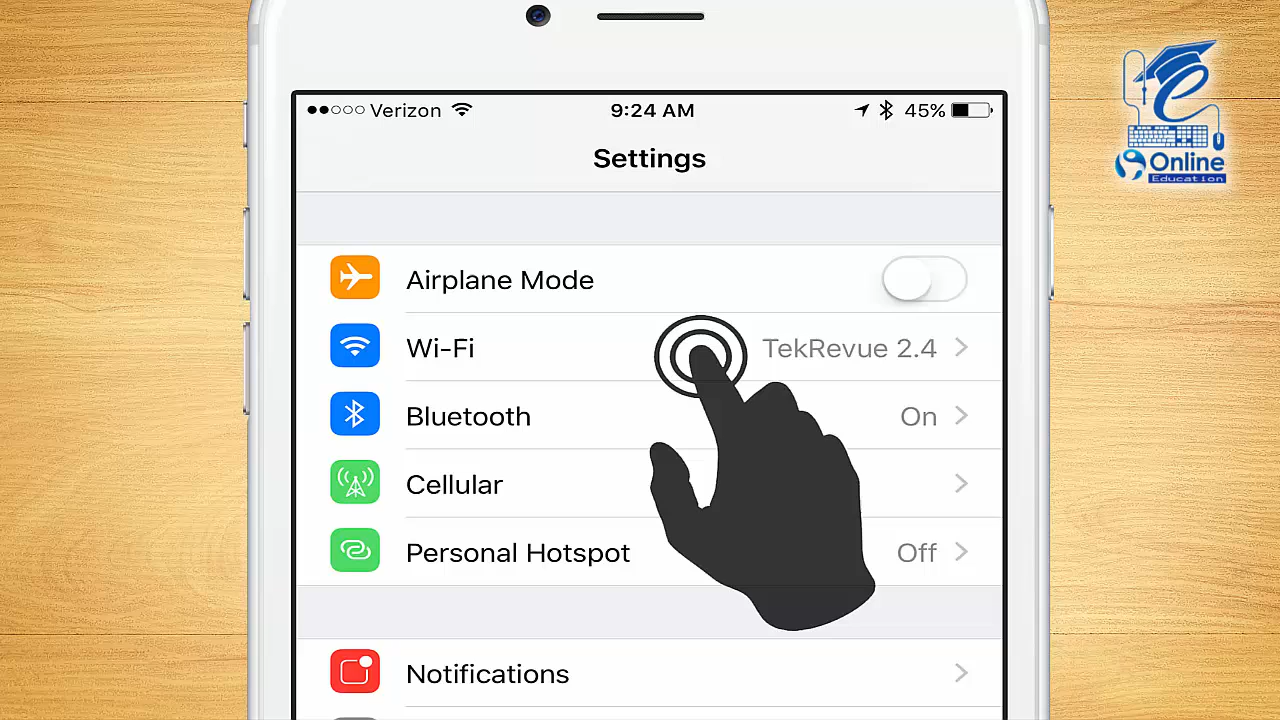 Verizon 9:24 AM 45%
Settings
Online
Education
Airplane Mode
Wi-Fi TekRevue 2.4
Bluetooth On
Cellular
Personal Hotspot Off
Notifications